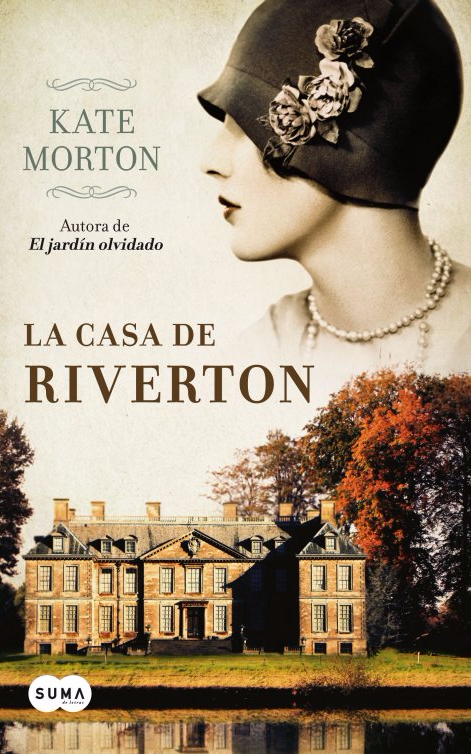 KATE
MORTON
Autora de
El jardín olvidado
LA CASA DE
RIVERTON
SUMA
de letras